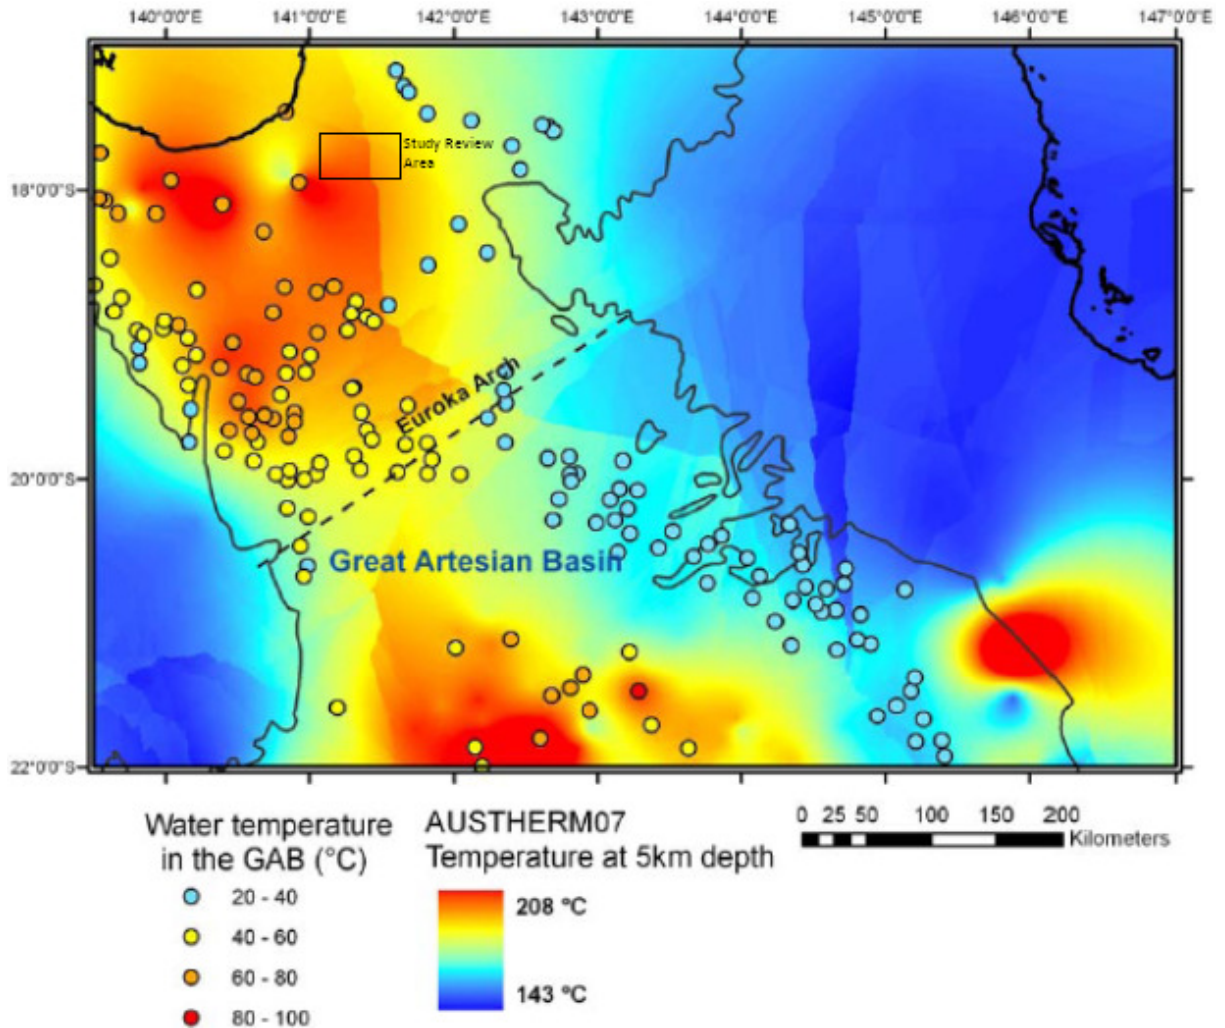 140°0'0"E 141°0'0"E 142°0'0"E 143°0'0"E 144°0'0"E 145°0'0"E 146°0'0"E 147°0'0"E
Study Review
Area
18°0'0"S
Euroka Arch
20°0'0"S
Great Artesian Basin
22°0'0"S
Water temperature
in the GAB (°C)
20 - 40
40 - 60
60 - 80
80 - 100
AUSTHERM07
Temperature at 5km depth
208 °C
143 °C
0 25 50 100 150 200
Kilometers